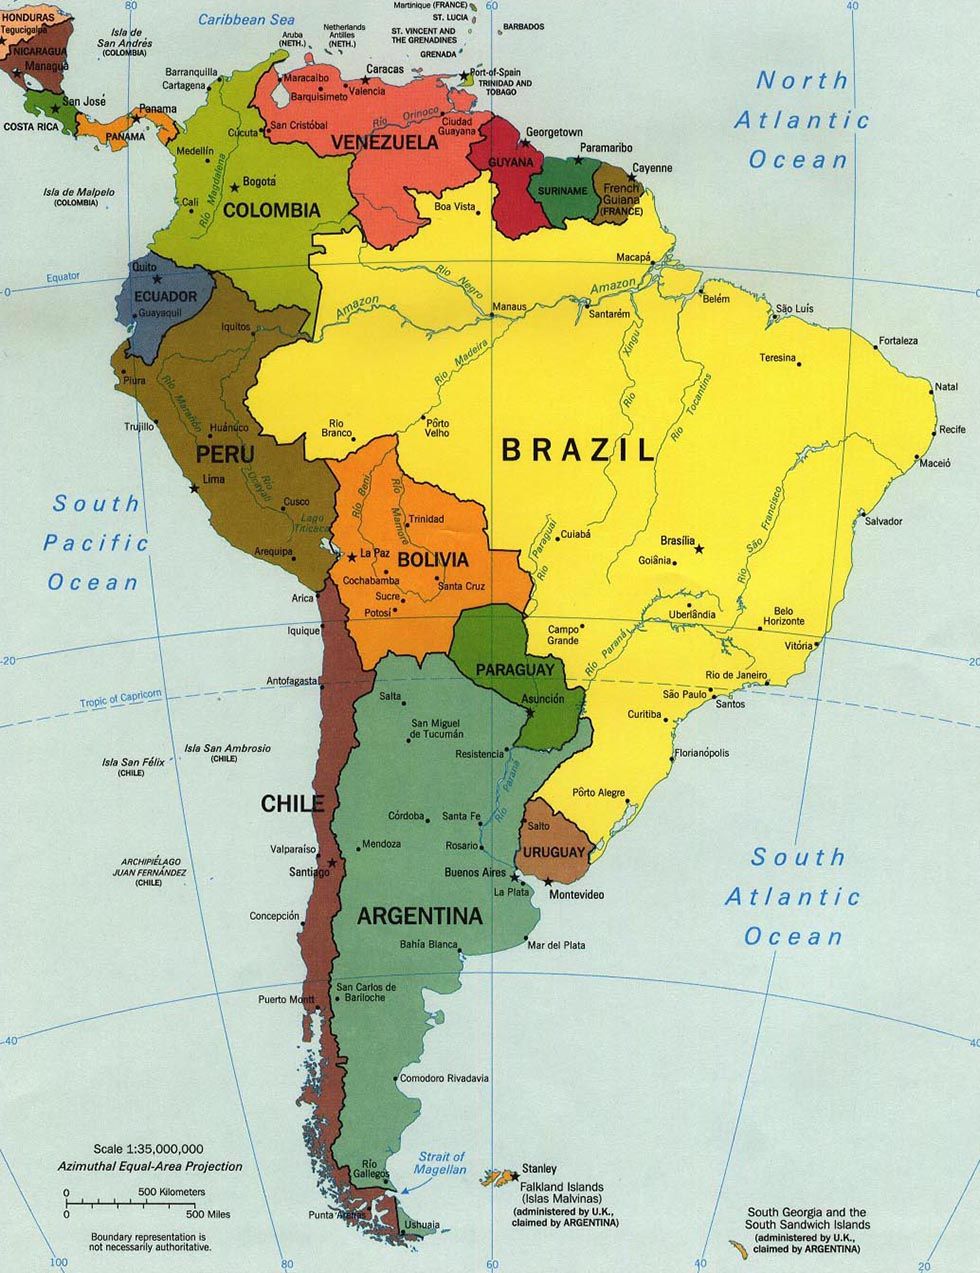 HONDURAS
Tegucigalpa
NICARAGUA
Managua
San José
COSTA RICA
Panama
PANAMA
Caribbean Sea
Isla de
San Andrés
(COLOMBIA)
Isla de Malpelo
(COLOMBIA)
80
60
40
Martinique (FRANCE)
ST. LUCIA
ST. VINCENT AND
THE GRENADINES
BARBADOS
GRENADA
Aruba
(NETH.)
Netherlands
Antilles
(NETH.)
Port-of-Spain
TRINIDAD AND
TOBAGO
North
Atlantic
Ocean
Barranquilla
Cartagena
Maracaibo
Caracas
Barquisimeto
Valencia
Cúcuta
San Cristóbal
Río Orinoco
Ciudad
Guayana
VENEZUELA
Medellín
Río Magdalena
Bogotá
Cali
COLOMBIA
Georgetown
GUYANA
Paramaribo
SURINAME
Cayenne
French
Guiana
(FRANCE)
Boa Vista
Equator
0
0
Quito
ECUADOR
Guayaquil
Macapá
Rio Negro
Amazon
Amazon
Manaus
Santarém
Belém
São Luís
Fortaleza
Teresina
Natal
Recife
Maceió
Salvador
Iquitos
Piura
Río Marañón
Trujillo
Huánuco
PERU
Río
Ucayali
Lima
Cusco
Lago
Titicaca
Arequipa
Rio Madeira
Pôrto
Velho
Rio
Branco
Rio Xingu
Rio Tocantins
BRAZIL
Rio São Francisco
Río Beni
Río Mamoré
Trinidad
La Paz
BOLIVIA
Cochabamba
Santa Cruz
Sucre
Potosí
Rio Paraguai
Cuiabá
Brasília
Goiânia
Uberlândia
Belo
Horizonte
Vitória
Campo
Grande
Rio Paraná
Rio de Janeiro
São Paulo
Santos
Curitiba
Florianópolis
Pôrto Alegre
South
Pacific
Ocean
Arica
Iquique
Antofagasta
-20
-20
Tropic of Capricorn
PARAGUAY
Asunción
Salta
San Miguel
de Tucumán
Resistencia
Río Paraná
Isla San Félix
(CHILE)
Isla San Ambrosio
(CHILE)
CHILE
Córdoba
Santa Fe
Salto
URUGUAY
Mendoza
Rosario
Valparaíso
Santiago
Buenos Aires
La Plata
Montevideo
ARCHIPIÉLAGO
JUAN FERNÁNDEZ
(CHILE)
ARGENTINA
Concepción
Bahía Blanca
Mar del Plata
South
Atlantic
Ocean
San Carlos de
Bariloche
Puerto Montt
-40
-40
Comodoro Rivadavia
Scale 1:35,000,000
Azimuthal Equal-Area Projection
0 500 Kilometers
0 500 Miles
Boundary representation is
not necessarily authoritative.
Río
Gallegos
Strait of
Magellan
Punta Arenas
Ushuaia
Stanley
Falkland Islands
(Islas Malvinas)
(administered by U.K.,
claimed by ARGENTINA)
South Georgia and the
South Sandwich Islands
(administered by U.K.,
claimed by ARGENTINA)
100
80
60
40
20